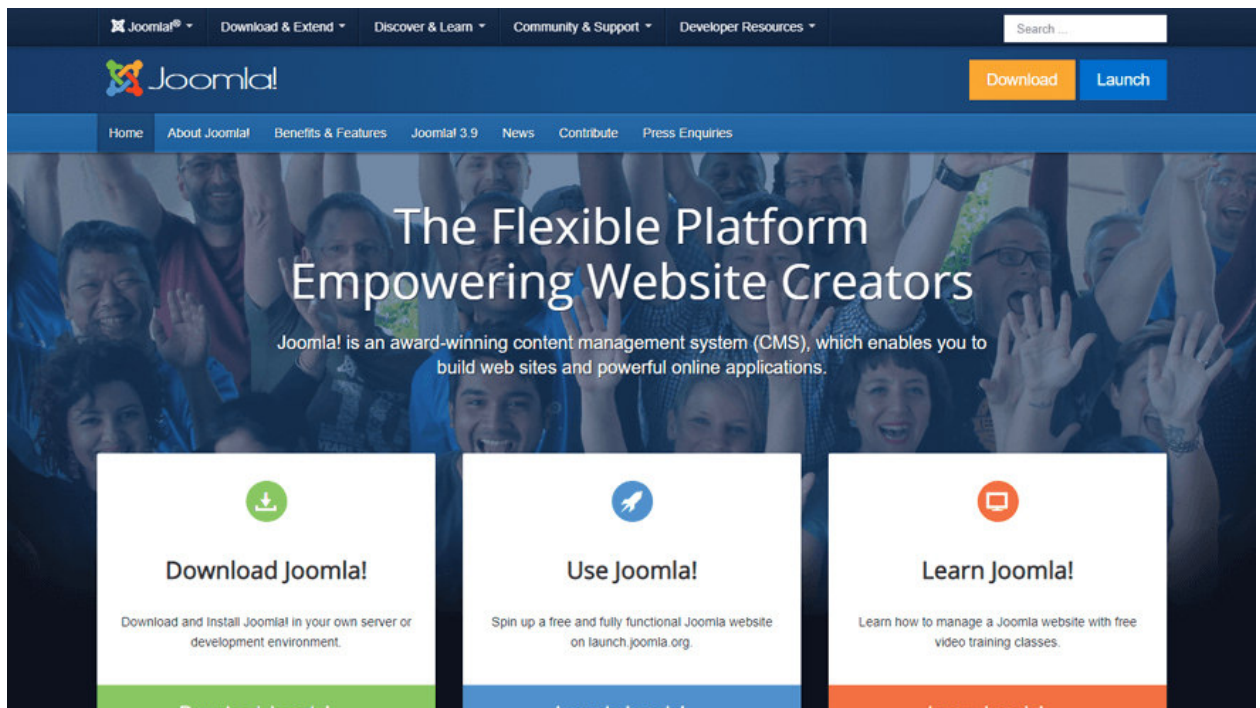 Joomla!® Download & Extend Discover & Learn Community & Support Developer Resources Search ...
Joomla! Download Launch
Home About Joomla! Benefits & Features Joomla! 3.9 News Contribute Press Enquiries
The Flexible Platform
Empowering Website Creators
Joomla! is an award-winning content management system (CMS), which enables you to
build web sites and powerful online applications.
Download Joomla!
Download and Install Joomla! in your own server or
development environment.
Use Joomla!
Spin up a free and fully functional Joomla website
on launch.joomla.org.
Learn Joomla!
Learn how to manage a Joomla website with free
video training classes.